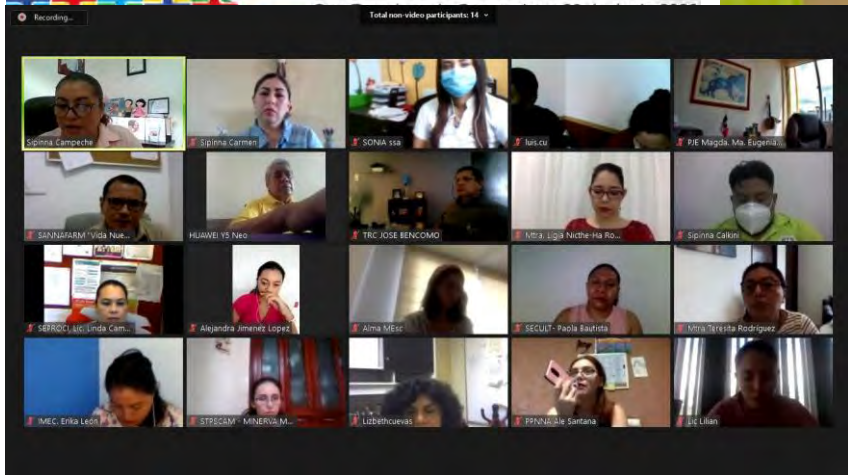 Recording...
Total non-video participants: 14
Sipinna Campeche
Sipinna Carmen
SONIA ssa
luis.cu
PJE Magda. Ma. Eugenia...
SANNAFARM "Vida Nue...
HUAWEI Y5 Neo
TRC JOSE BENCOMO
Mtra. Ligia Nicthe-Ha Ro...
Sipinna Calkini
SEPROCI, Lic. Linda Cam...
Alejandra Jimenez Lopez
Alma MEsc
SECULT- Paola Bautista
Mtra Teresita Rodríguez
IMEC. Erika León
STPSCAM - MINERVA M...
Lizbethcuevas
PPNNA Ale Santana
Lic Lilian